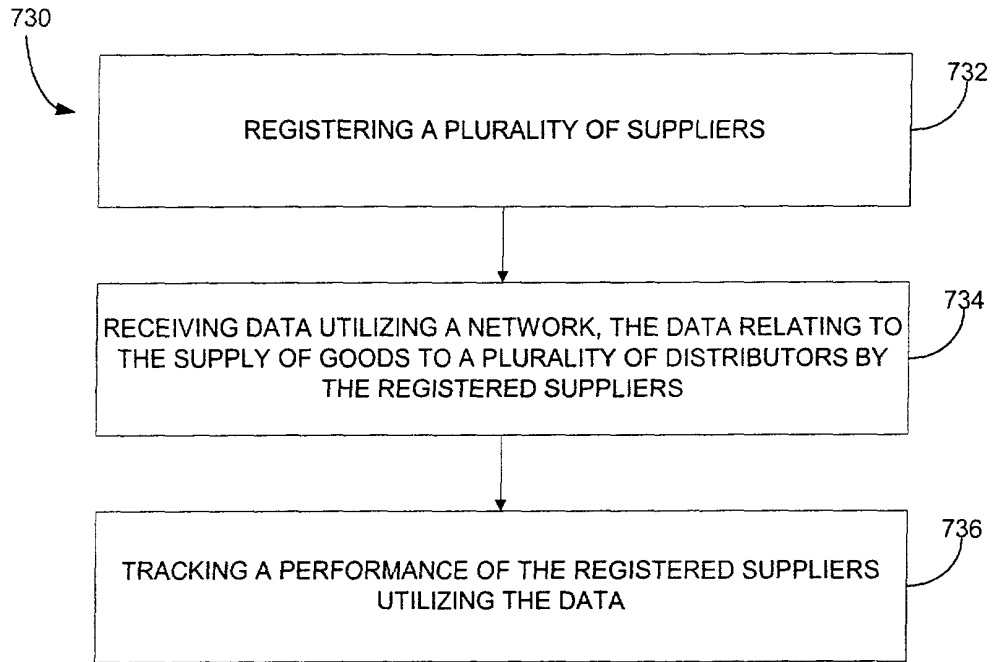 730
732
REGISTERING A PLURALITY OF SUPPLIERS
734
RECEIVING DATA UTILIZING A NETWORK, THE DATA RELATING TO
THE SUPPLY OF GOODS TO A PLURALITY OF DISTRIBUTORS BY
THE REGISTERED SUPPLIERS
736
TRACKING A PERFORMANCE OF THE REGISTERED SUPPLIERS
UTILIZING THE DATA